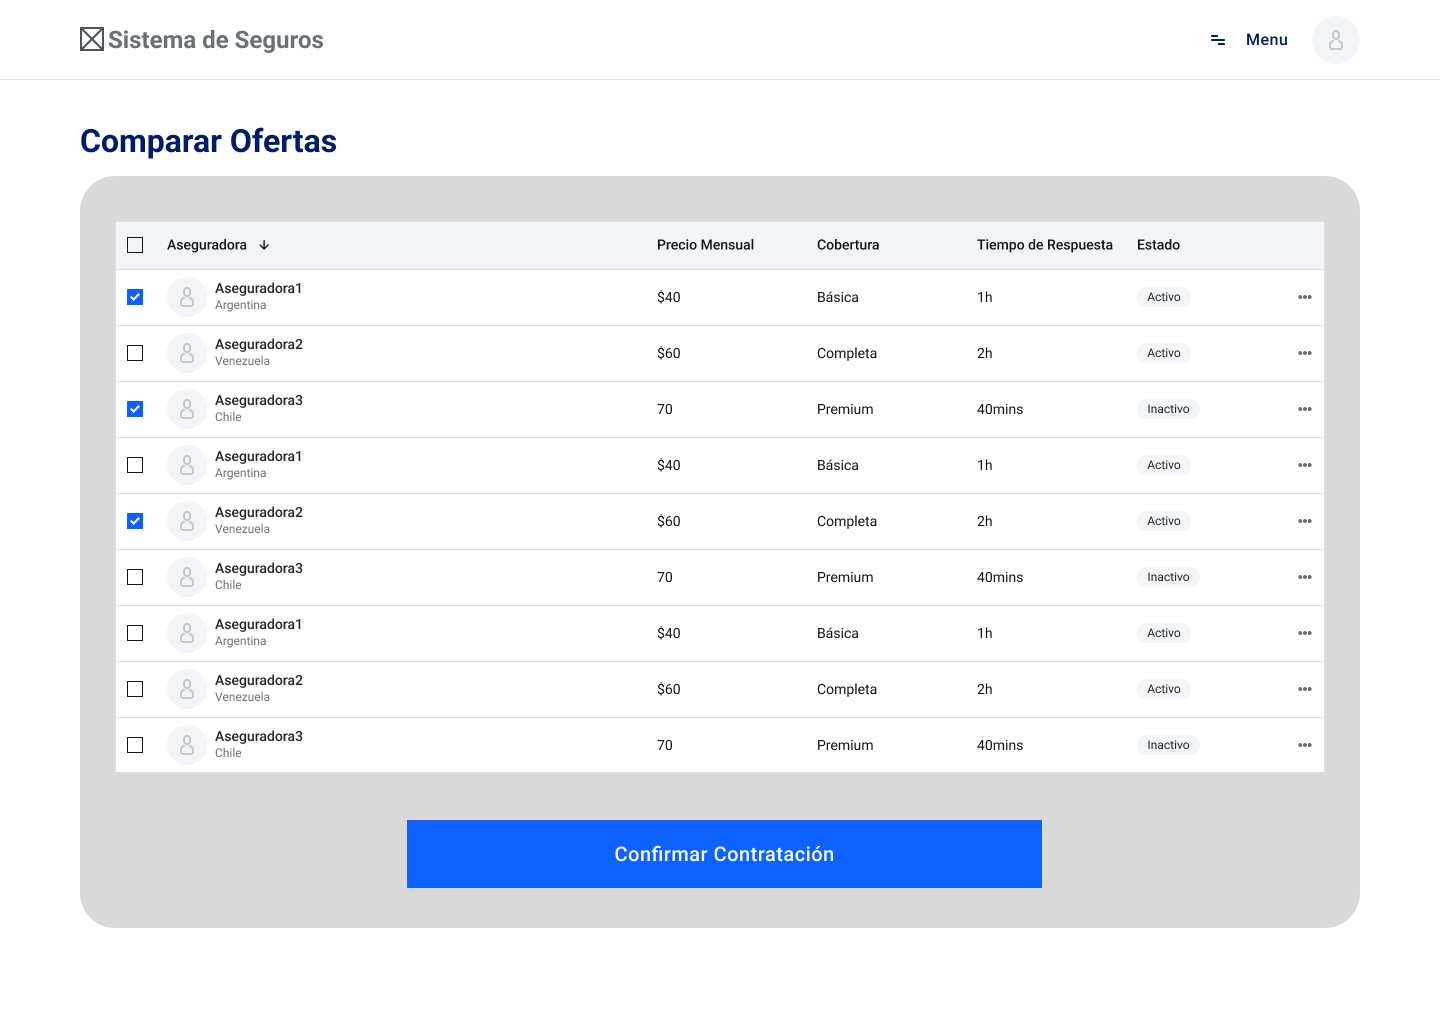 Sistema de Seguros
Menu
Comparar Ofertas
Aseguradora Precio Mensual Cobertura Tiempo de Respuesta Estado
Aseguradora1
Argentina
$40 Básica 1h Activo
Aseguradora2
Venezuela
$60 Completa 2h Activo
Aseguradora3
Chile
70 Premium 40mins Inactivo
Aseguradora1
Argentina
$40 Básica 1h Activo
Aseguradora2
Venezuela
$60 Completa 2h Activo
Aseguradora3
Chile
70 Premium 40mins Inactivo
Aseguradora1
Argentina
$40 Básica 1h Activo
Aseguradora2
Venezuela
$60 Completa 2h Activo
Aseguradora3
Chile
70 Premium 40mins Inactivo
Confirmar Contratación